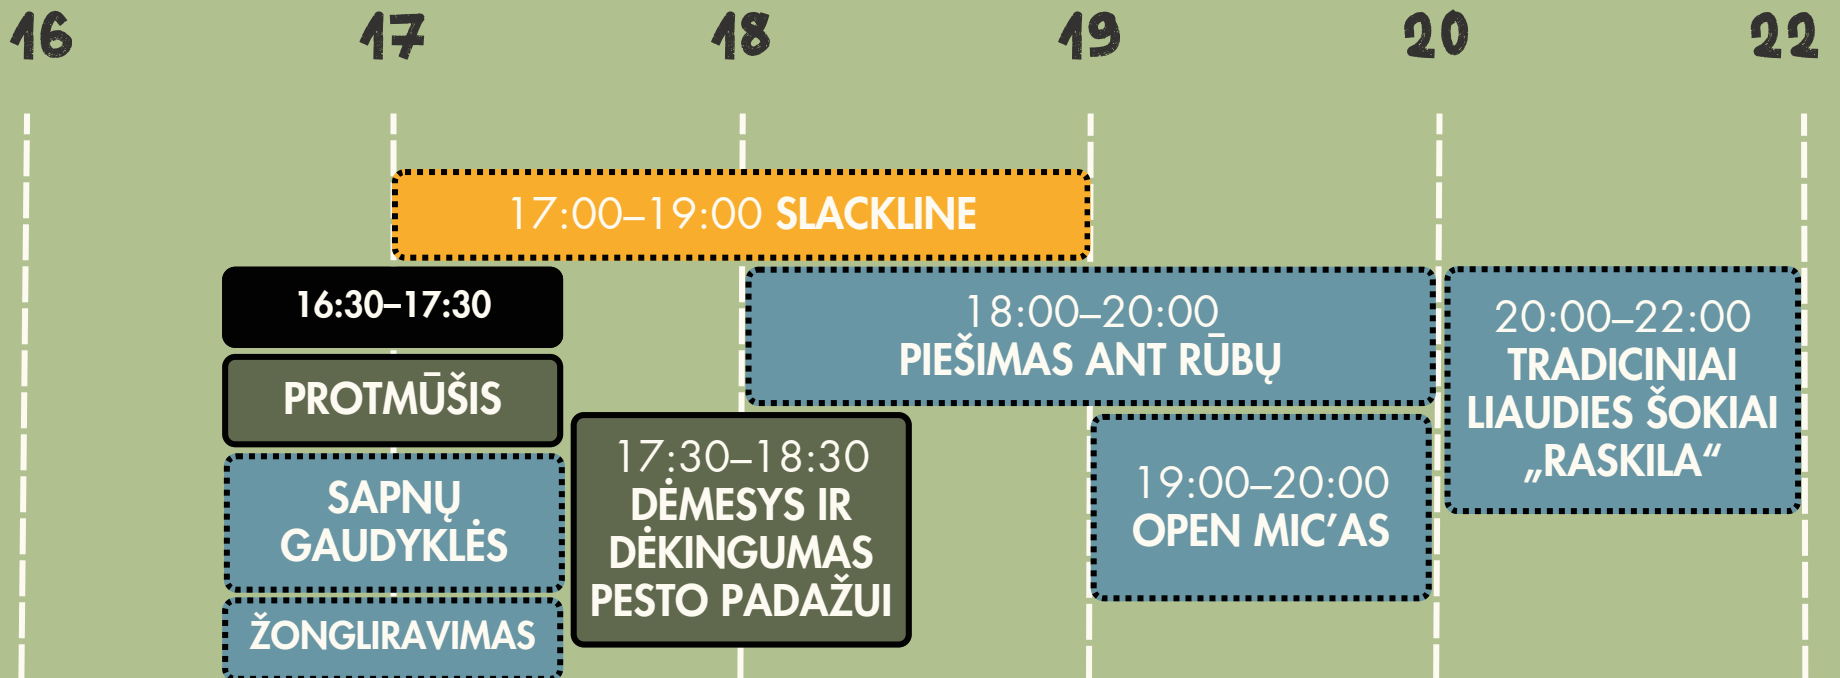 16
17
18
19
20
22
17:00–19:00 SLACKLINE
16:30–17:30
PROTMŪŠIS
SAPNŲ
GAUDYKLĖS
ŽONGLIRAVIMAS
17:30–18:30
DĖMESYS IR
DĖKINGUMAS
PESTO PADAŽUI
18:00–20:00
PIEŠIMAS ANT RŪBŲ
19:00–20:00
OPEN MIC’AS
20:00–22:00
TRADICINIAI
LIAUDIES ŠOKIAI
„RASKILA“